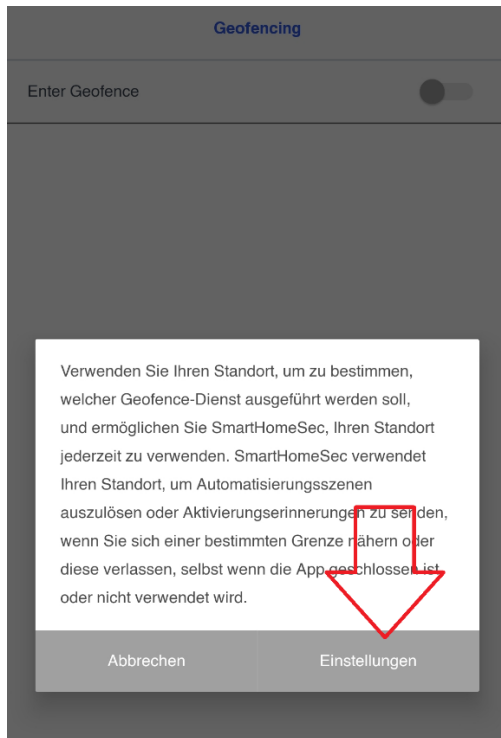 Geofencing
Enter Geofence
Verwenden Sie Ihren Standort, um zu bestimmen,
welcher Geofence-Dienst ausgeführt werden soll,
und ermöglichen Sie SmartHomeSec, Ihren Standort
jederzeit zu verwenden. SmartHomeSec verwendet
Ihren Standort, um Automatisierungsszenen
auszulösen oder Aktivierungserinnerungen zu senden,
wenn Sie sich einer bestimmten Grenze nähern oder
diese verlassen, selbst wenn die App geschlossen ist
oder nicht verwendet wird.
Abbrechen Einstellungen